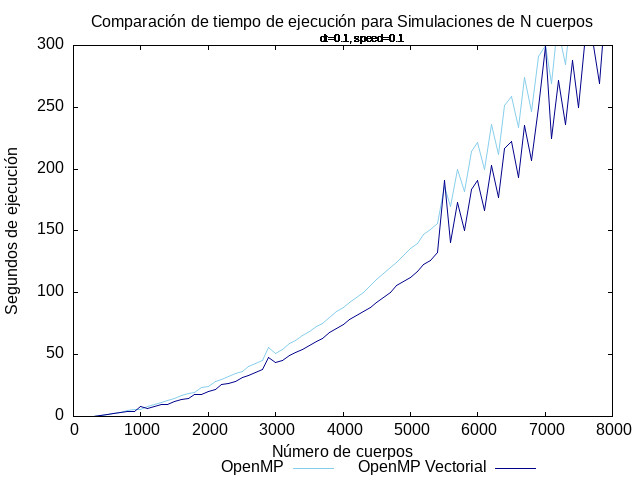 Comparación de tiempo de ejecución para Simulaciones de N cuerpos
dt=0.1, speed=0.1
300
250
200
150
100
50
0
Segundos de ejecución
0 1000 2000 3000 4000 5000 6000 7000 8000
Número de cuerpos
OpenMP OpenMP Vectorial